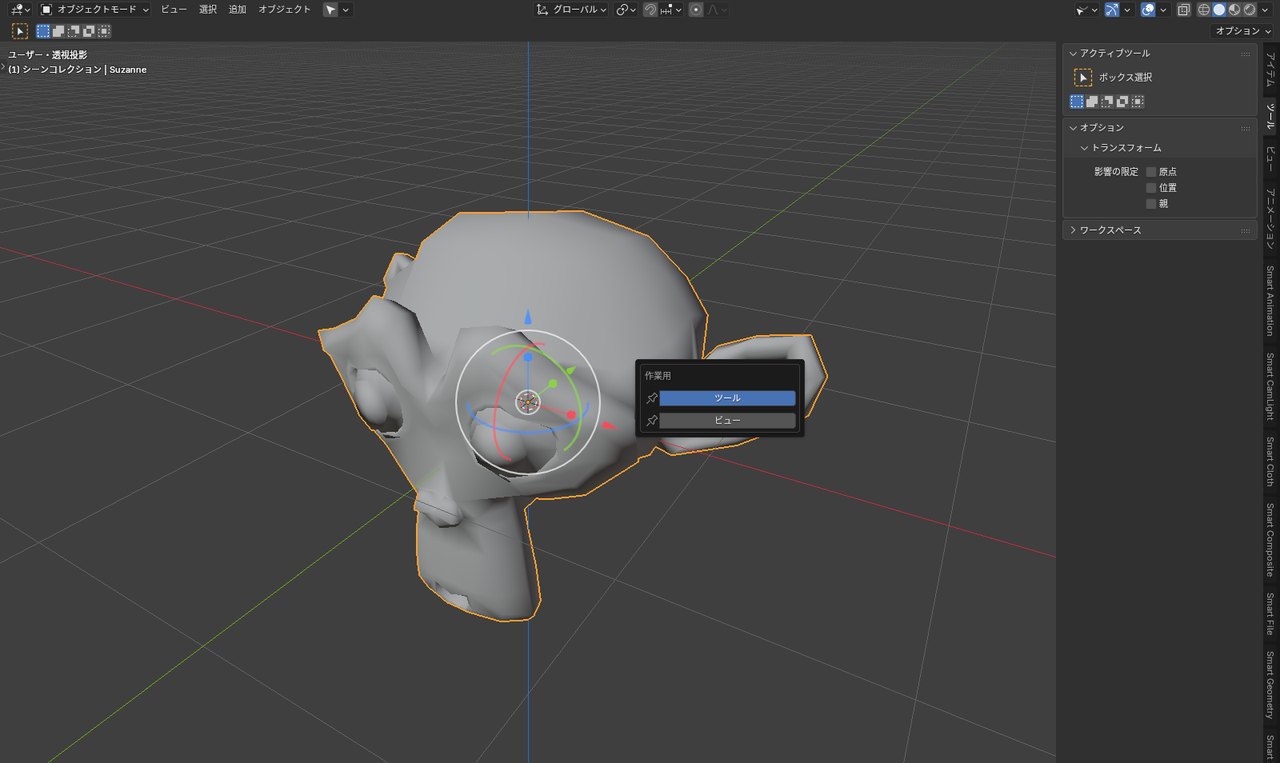 オブジェクトモード ビュー 選択 追加 オブジェクト グローバル
オプション
ユーザー・透視投影
(1) シーンコレクション | Suzanne
作業用
ツール
ビュー
アクティブツール
ボックス選択
オプション
トランスフォーム
影響の限定 原点
位置
親
ワークスペース
アイテム
ツール
ビュー
アニメーション
Smart Animation
Smart CamLight
Smart Cloth
Smart Composite
Smart File
Smart Geometry
Smart